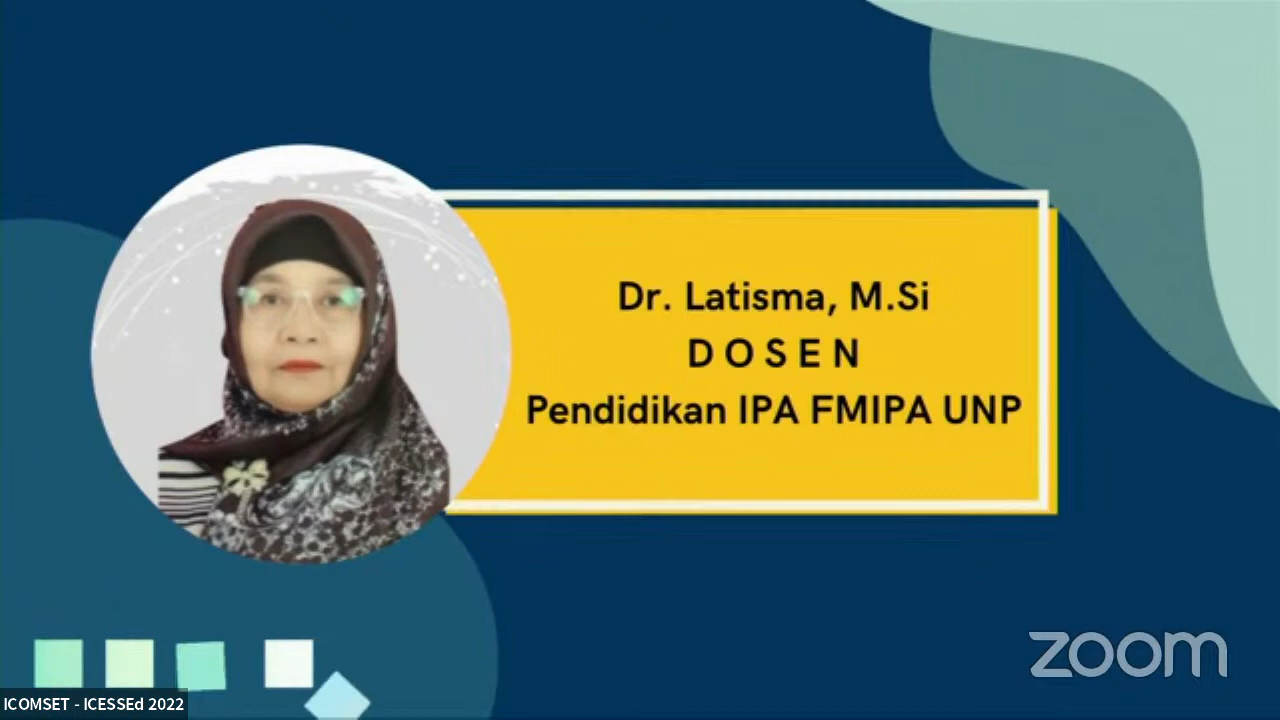 Dr. Latisma, M.Si
D O S E N
Pendidikan IPA FMIPA UNP
zoom
ICOMSET - ICESSEd 2022